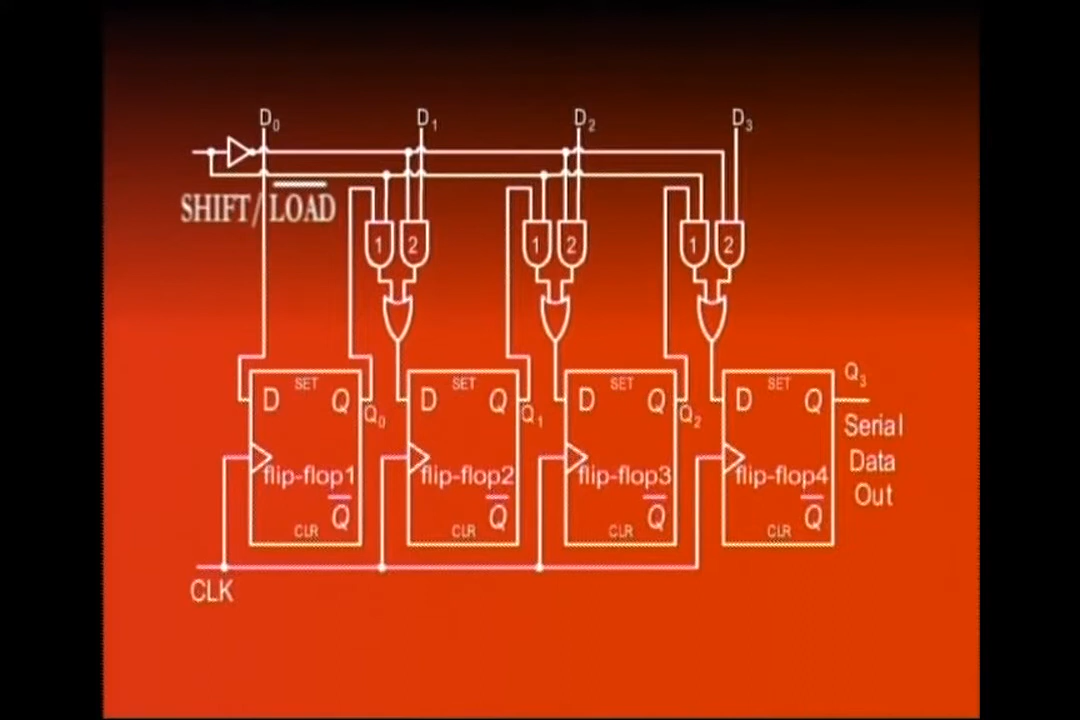 D0 D1 D2 D3
SHIFT/L̅O̅A̅D̅
1 2 1 2 1 2
SET SET SET SET
D Q Q0 D Q Q1 D Q Q2 D Q Q3
flip-flop1 flip-flop2 flip-flop3 flip-flop4
Q̅ Q̅ Q̅ Q̅
CLR CLR CLR CLR
Serial
Data
Out
CLK